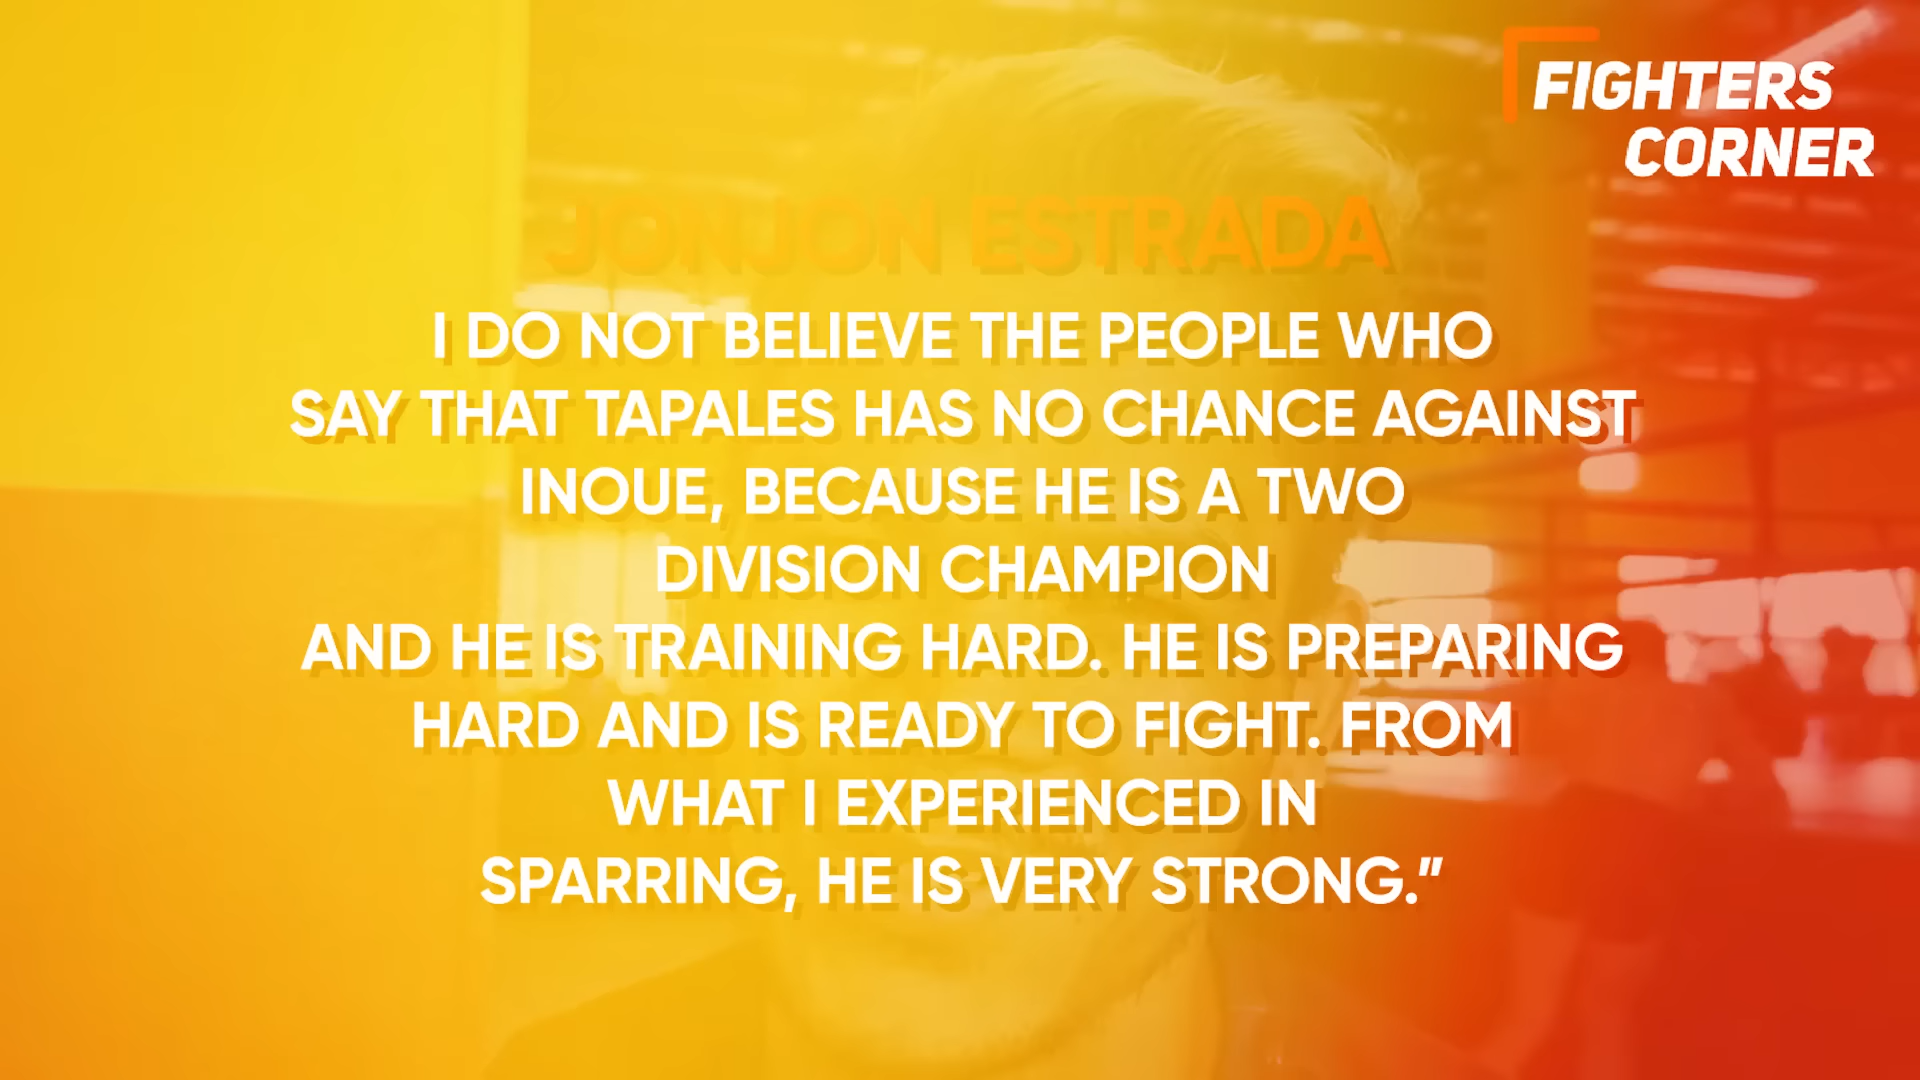 FIGHTERS
CORNER
JONJON ESTRADA
I DO NOT BELIEVE THE PEOPLE WHO
SAY THAT TAPALES HAS NO CHANCE AGAINST
INOUE, BECAUSE HE IS A TWO
DIVISION CHAMPION
AND HE IS TRAINING HARD. HE IS PREPARING
HARD AND IS READY TO FIGHT. FROM
WHAT I EXPERIENCED IN
SPARRING, HE IS VERY STRONG.”